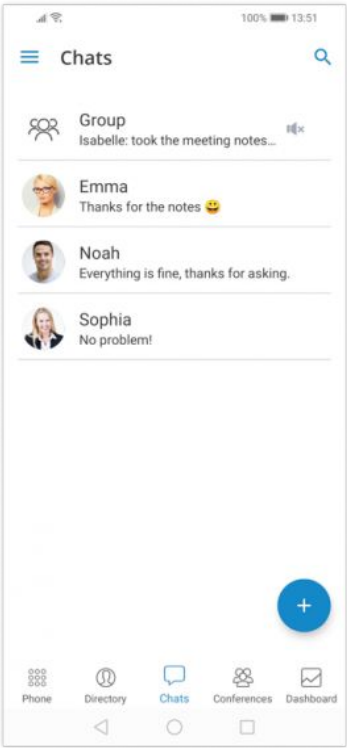 100% 13:51
Chats
Group
Isabelle: took the meeting notes...
Emma
Thanks for the notes 😀
Noah
Everything is fine, thanks for asking.
Sophia
No problem!
+
Phone Directory Chats Conferences Dashboard